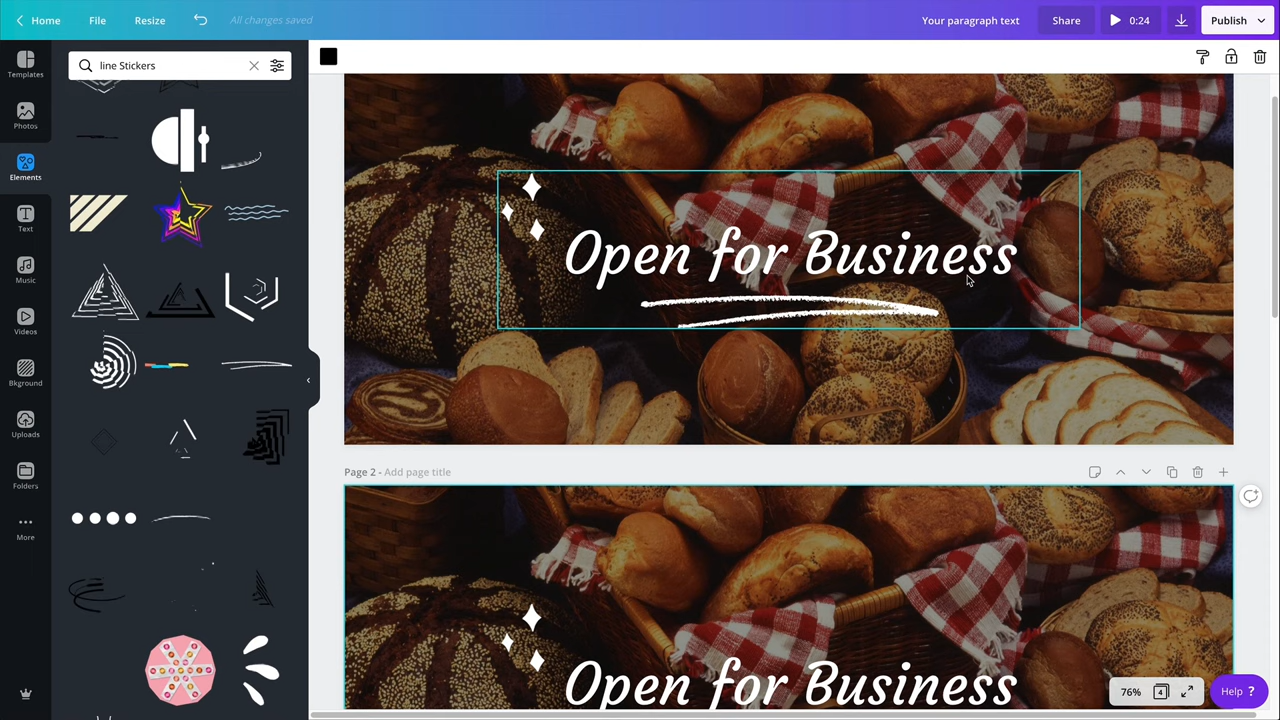 Home File Resize All changes saved Your paragraph text Share 0:24 Publish
Templates
line Stickers
Photos
Elements
Text
Music
Videos
Bkground
Uploads
Folders
More
Open for Business
Page 2 - Add page title
Open for Business
76% 4 Help ?